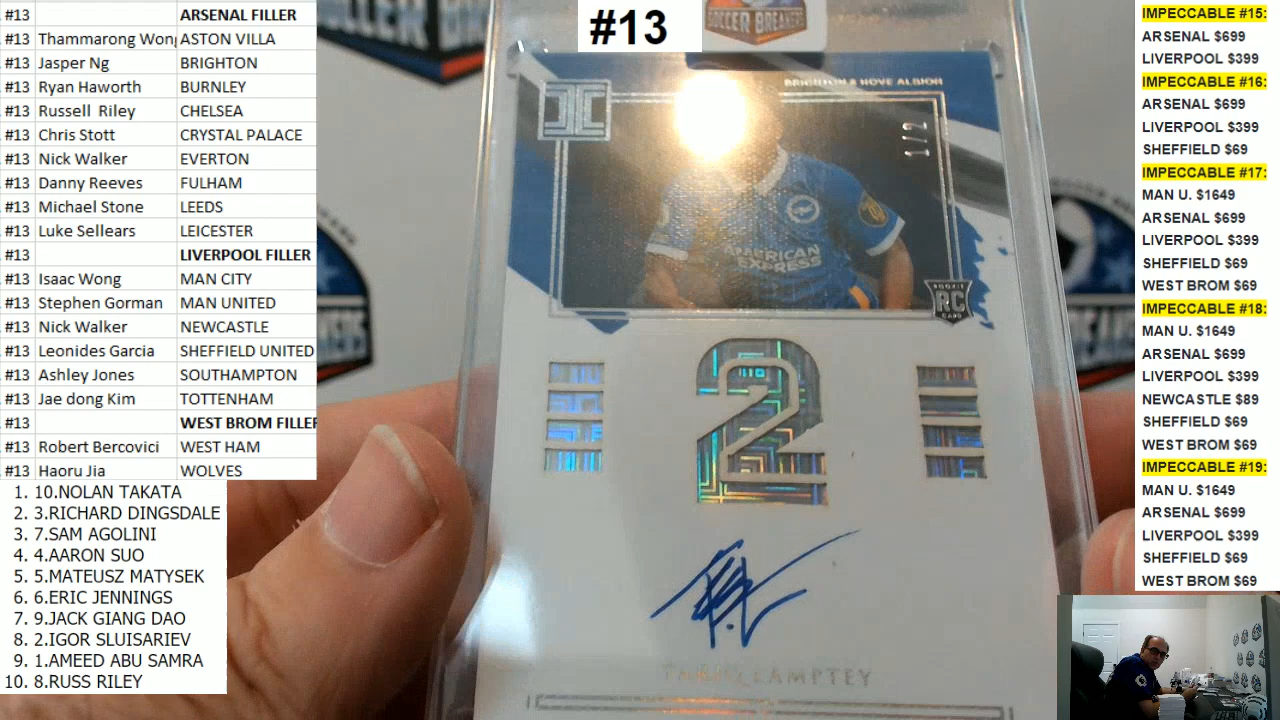 #13 ARSENAL FILLER
#13 Thammarong Wong ASTON VILLA
#13 Jasper Ng BRIGHTON
#13 Ryan Haworth BURNLEY
#13 Russell Riley CHELSEA
#13 Chris Stott CRYSTAL PALACE
#13 Nick Walker EVERTON
#13 Danny Reeves FULHAM
#13 Michael Stone LEEDS
#13 Luke Sellears LEICESTER
#13 LIVERPOOL FILLER
#13 Isaac Wong MAN CITY
#13 Stephen Gorman MAN UNITED
#13 Nick Walker NEWCASTLE
#13 Leonides Garcia SHEFFIELD UNITED
#13 Ashley Jones SOUTHAMPTON
#13 Jae dong Kim TOTTENHAM
#13 WEST BROM FILLER
#13 Robert Bercovici WEST HAM
#13 Haoru Jia WOLVES
1. 10.NOLAN TAKATA
2. 3.RICHARD DINGSDALE
3. 7.SAM AGOLINI
4. 4.AARON SUO
5. 5.MATEUSZ MATYSEK
6. 6.ERIC JENNINGS
7. 9.JACK GIANG DAO
8. 2.IGOR SLUISARIEV
9. 1.AMEED ABU SAMRA
10. 8.RUSS RILEY
#13
SOCCER BREAKERS
BRIGHTON & HOVE ALBION
1/2
AMERICAN
EXPRESS
ROOKIE
RC
CARD
2
TARIQ LAMPTEY
IMPECCABLE #15:
ARSENAL $699
LIVERPOOL $399
IMPECCABLE #16:
ARSENAL $699
LIVERPOOL $399
SHEFFIELD $69
IMPECCABLE #17:
MAN U. $1649
ARSENAL $699
LIVERPOOL $399
SHEFFIELD $69
WEST BROM $69
IMPECCABLE #18:
MAN U. $1649
ARSENAL $699
LIVERPOOL $399
NEWCASTLE $89
SHEFFIELD $69
WEST BROM $69
IMPECCABLE #19:
MAN U. $1649
ARSENAL $699
LIVERPOOL $399
SHEFFIELD $69
WEST BROM $69